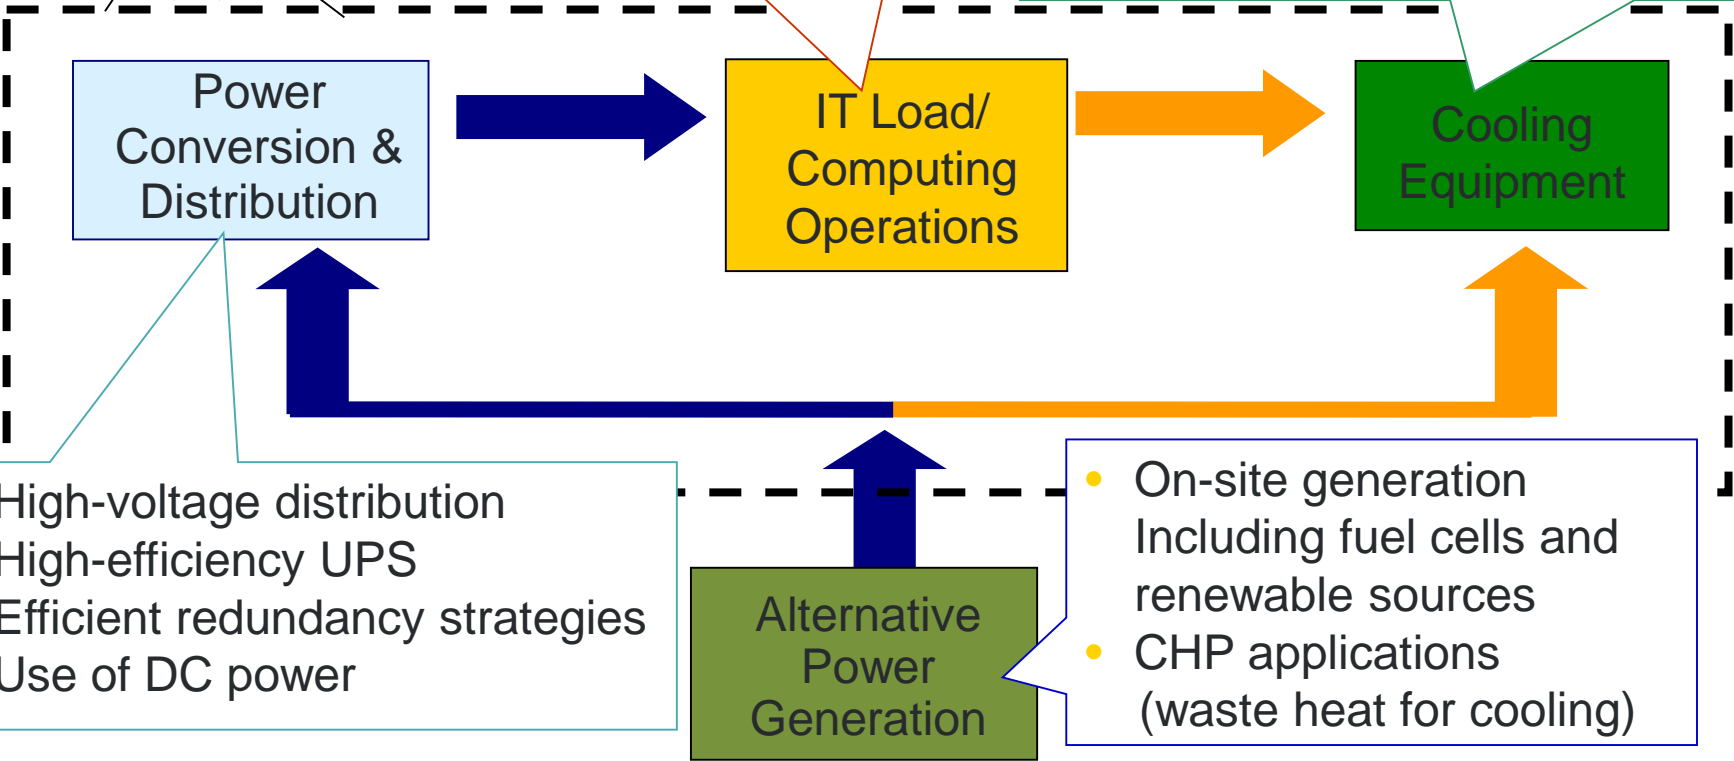 Power
Conversion &
Distribution
IT Load/
Computing
Operations
Cooling
Equipment
High-voltage distribution
High-efficiency UPS
Efficient redundancy strategies
Use of DC power
Alternative
Power
Generation
• On-site generation
Including fuel cells and
renewable sources
• CHP applications
(waste heat for cooling)